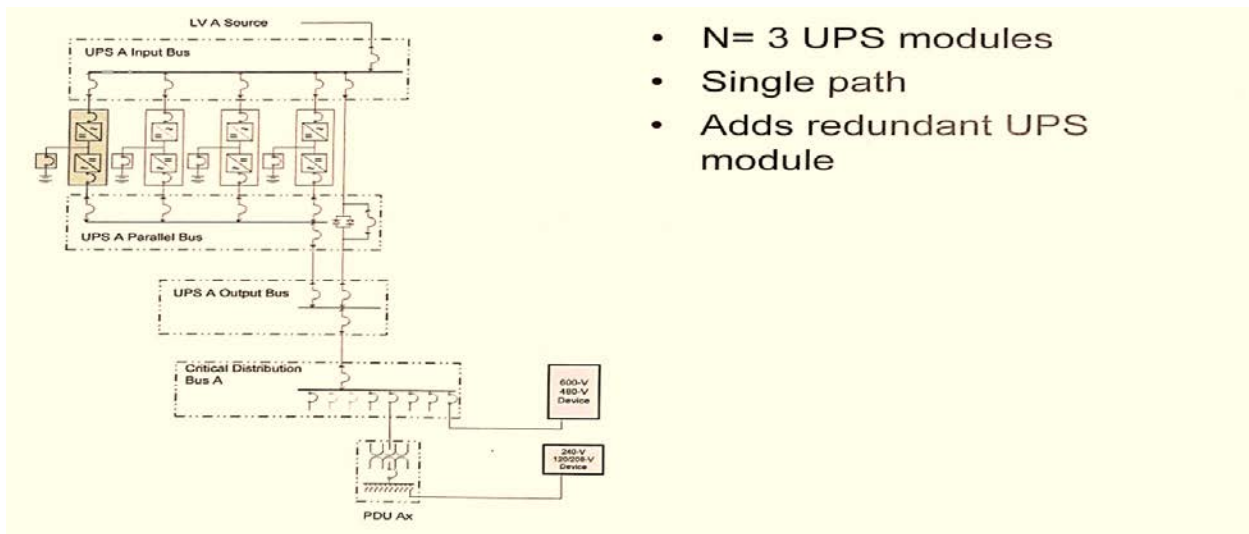 LV A Source
UPS A Input Bus
UPS A Parallel Bus
UPS A Output Bus
Critical Distribution
Bus A
600-V
480-V
Device
240-V
120/208-V
Device
PDU Ax
• N= 3 UPS modules
• Single path
• Adds redundant UPS
module